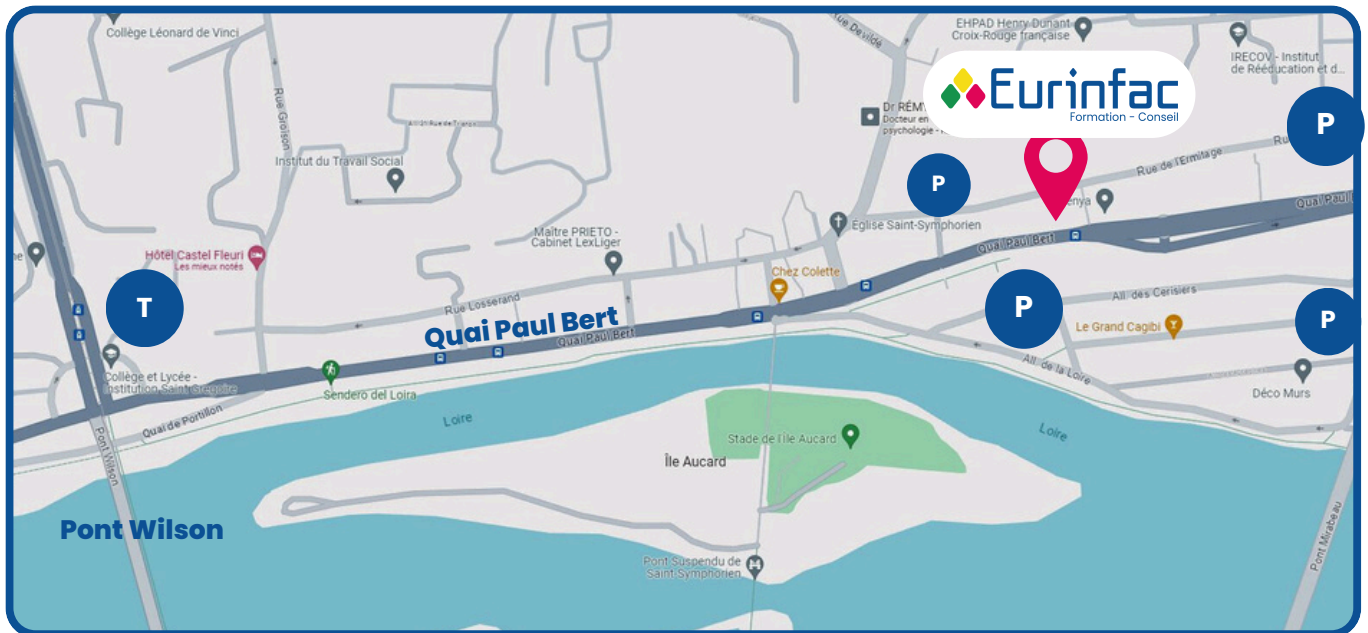 Collège Léonard de Vinci
Rue Devilde
EHPAD Henry Dunant
Croix-Rouge française
IRECOV - Institut
de Rééducation et d...
Eurinfac
Formation - Conseil
Rue Groison
Dr RÉM
Docteur en
psychologie -
P
Institut du Travail Social
Rue de l'Ermitage
P
Église Saint-Symphorien
Quai Paul Bert
Quai Paul
Maître PRIETO -
Cabinet LexLiger
Hôtel Castel Fleuri
Les mieux notés
Chez Colette
T
Rue Losserand
Quai Paul Bert
Quai Paul Bert
P
All. des Cerisiers
Le Grand Cagibi
P
Collège et Lycée -
Institution Saint-Grégoire
Sendero del Loira
All. de la Loire
Déco Murs
Quai de Portillon
Pont Wilson
Loire
Stade de l'Île Aucard
Loire
Île Aucard
Pont Wilson
Pont Suspendu de
Saint-Symphorien
Pont Mirabeau